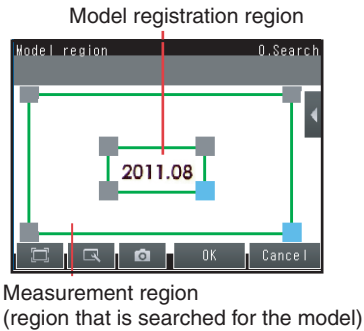 Model registration region
Model region 0.Search
2011.08
OK Cancel
Measurement region
(region that is searched for the model)